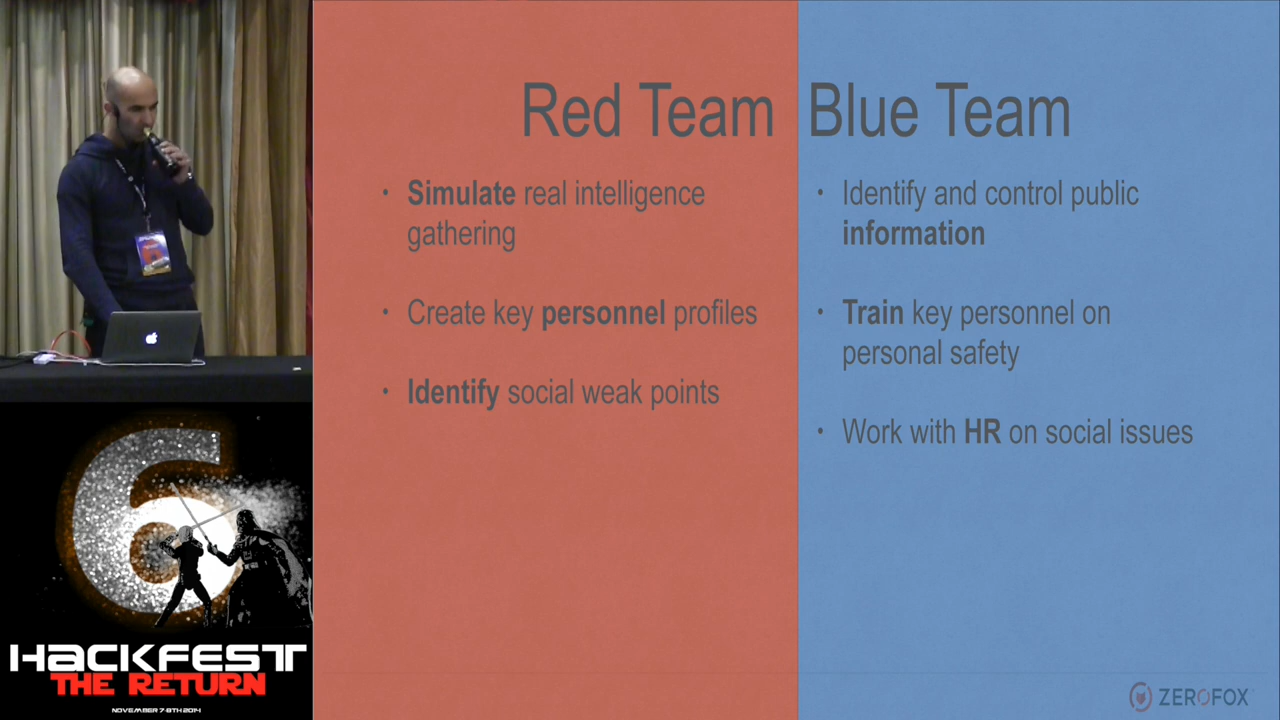 Red Team
• Simulate real intelligence
gathering
• Create key personnel profiles
• Identify social weak points
Blue Team
• Identify and control public
information
• Train key personnel on
personal safety
• Work with HR on social issues
ZEROFOX
6
HACKFEST
THE RETURN
NOVEMBER 7-8TH 2014